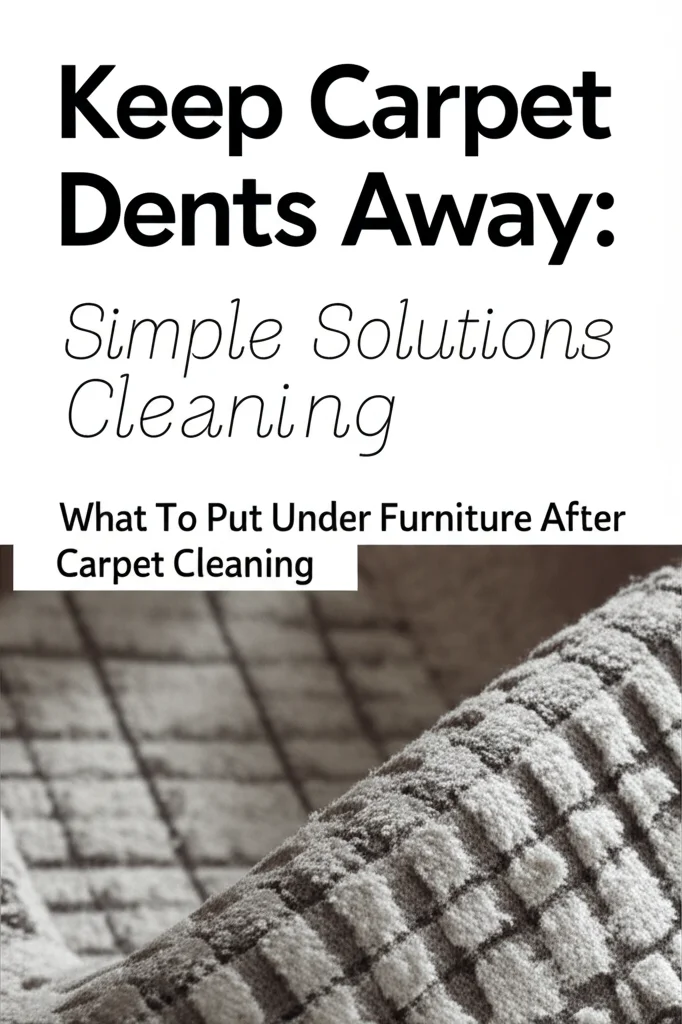 Keep Carpet
Dents Away:
Simple Solutions
Cleaning
What To Put Under Furniture After
Carpet Cleaning